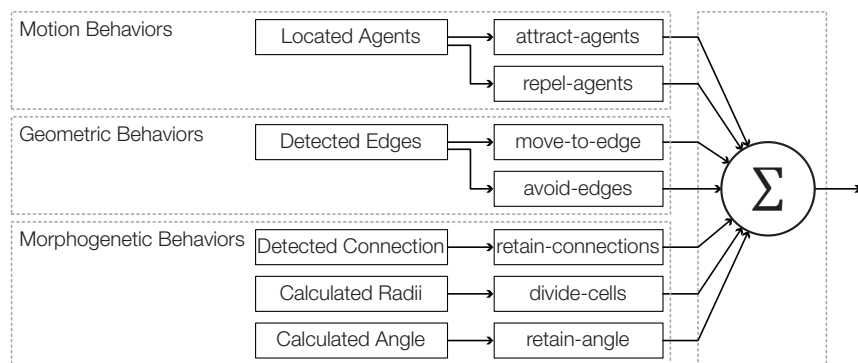 Motion Behaviors
Located Agents
attract-agents
repel-agents
Geometric Behaviors
Detected Edges
move-to-edge
avoid-edges
Σ
Morphogenetic Behaviors
Detected Connection
retain-connections
Calculated Radii
divide-cells
Calculated Angle
retain-angle